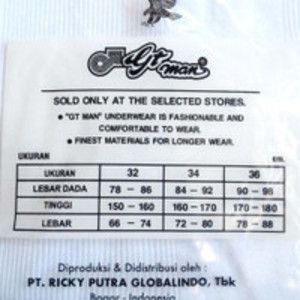 GT man ®
SOLD ONLY AT THE SELECTED STORES.
● "GT MAN" UNDERWEAR IS FASHIONABLE AND
COMFORTABLE TO WEAR.
● FINEST MATERIALS FOR LONGER WEAR.
UKURAN cm.
UKURAN 32 34 36
LEBAR DADA 78 - 86 84 - 92 90 - 98
TINGGI 150 - 160 160 - 170 170 - 180
LEBAR 66 - 74 72 - 80 78 - 88
Diproduksi & Didistribusi oleh :
PT. RICKY PUTRA GLOBALINDO, Tbk
Bogor - Indonesia